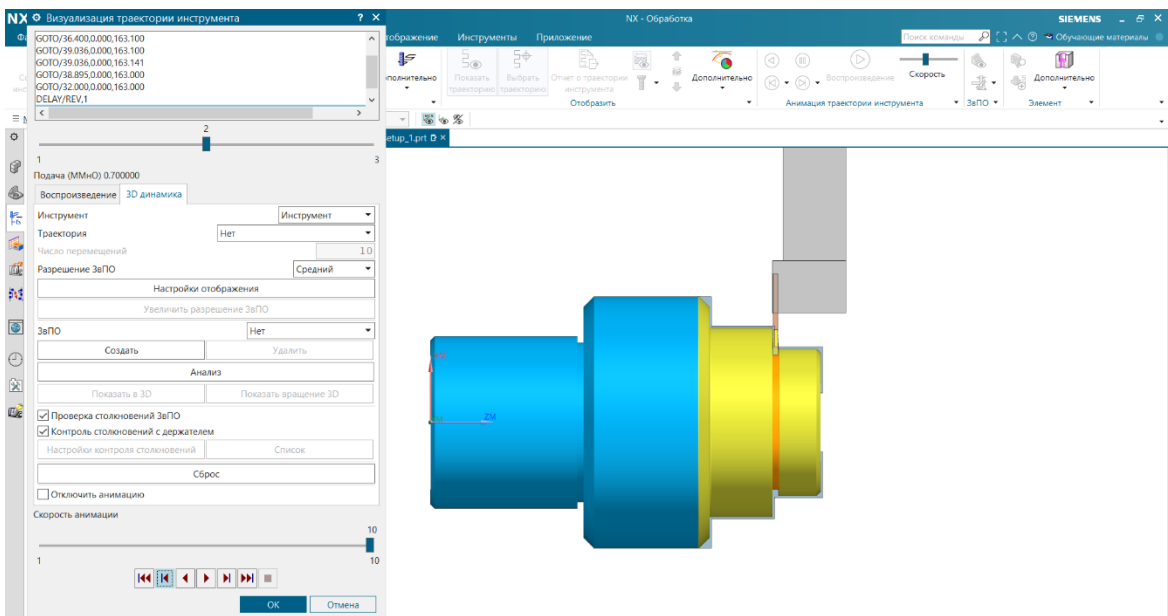 NX Визуализация траектории инструмента ? ×
NX - Обработка
SIEMENS
GOTO/36.400,0.000,163.100
GOTO/39.036,0.000,163.100
GOTO/39.036,0.000,163.141
GOTO/38.895,0.000,163.000
GOTO/32.000,0.000,163.000
DELAY/REV,1
тображение Инструменты Приложение
Поиск команды
Обучающие материалы
полнительно
Показать траекторию
Выбрать траекторию
Отчет о траектории инструмента
Дополнительно
Воспроизведение
Скорость
Дополнительно
Отобразить
Анимация траектории инструмента
ЗвПО
Элемент
etup_1.prt
2
1 3
Подача (ММнО) 0.700000
Воспроизведение 3D динамика
Инструмент Инструмент
Траектория Нет
Число перемещений 10
Разрешение ЗвПО Средний
Настройки отображения
Увеличить разрешение ЗвПО
ЗвПО Нет
Создать Удалить
Анализ
Показать в 3D Показать вращение 3D
Проверка столкновений ЗвПО
Контроль столкновений с держателем
Настройки контроля столкновений Список
Сброс
Отключить анимацию
Скорость анимации
10
1 10
OK Отмена
ZM